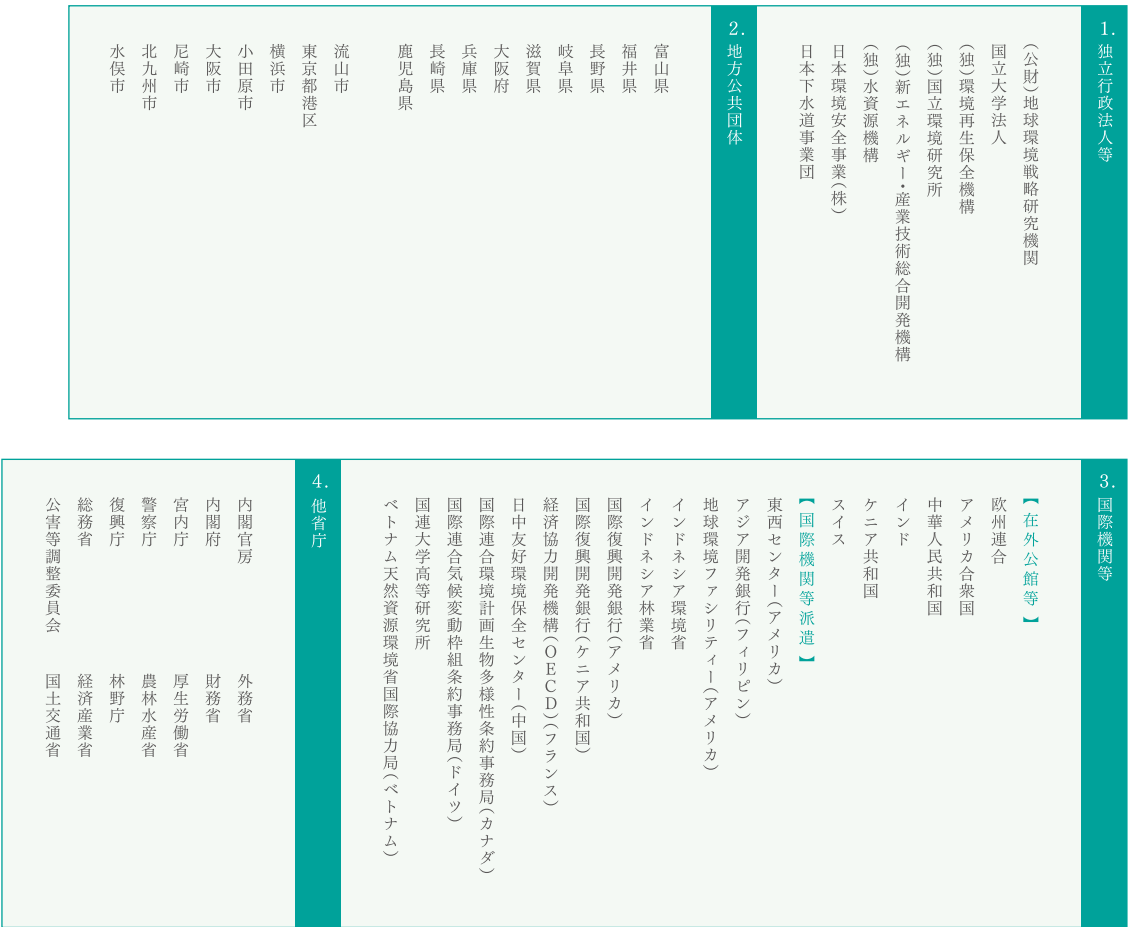 1. 独立行政法人等
(公財)地球環境戦略研究機関
国立大学法人
(独)環境再生保全機構
(独)国立環境研究所
(独)新エネルギー・産業技術総合開発機構
(独)水資源機構
日本環境安全事業(株)
日本下水道事業団
2. 地方公共団体
富山県
福井県
長野県
岐阜県
滋賀県
大阪府
兵庫県
長崎県
鹿児島県
流山市
東京都港区
横浜市
小田原市
大阪市
尼崎市
北九州市
水俣市
3. 国際機関等
【在外公館等】
欧州連合
アメリカ合衆国
中華人民共和国
インド
ケニア共和国
スイス
【国際機関等派遣】
東西センター(アメリカ)
アジア開発銀行(フィリピン)
地球環境ファシリティー(アメリカ)
インドネシア環境省
インドネシア林業省
国際復興開発銀行(アメリカ)
国際復興開発銀行(ケニア共和国)
経済協力開発機構(OECD)(フランス)
日中友好環境保全センター(中国)
国際連合環境計画生物多様性条約事務局(カナダ)
国際連合気候変動枠組条約事務局(ドイツ)
国連大学高等研究所
ベトナム天然資源環境省国際協力局(ベトナム)
4. 他省庁
内閣官房
内閣府
宮内庁
警察庁
復興庁
総務省
公害等調整委員会
外務省
財務省
厚生労働省
農林水産省
林野庁
経済産業省
国土交通省